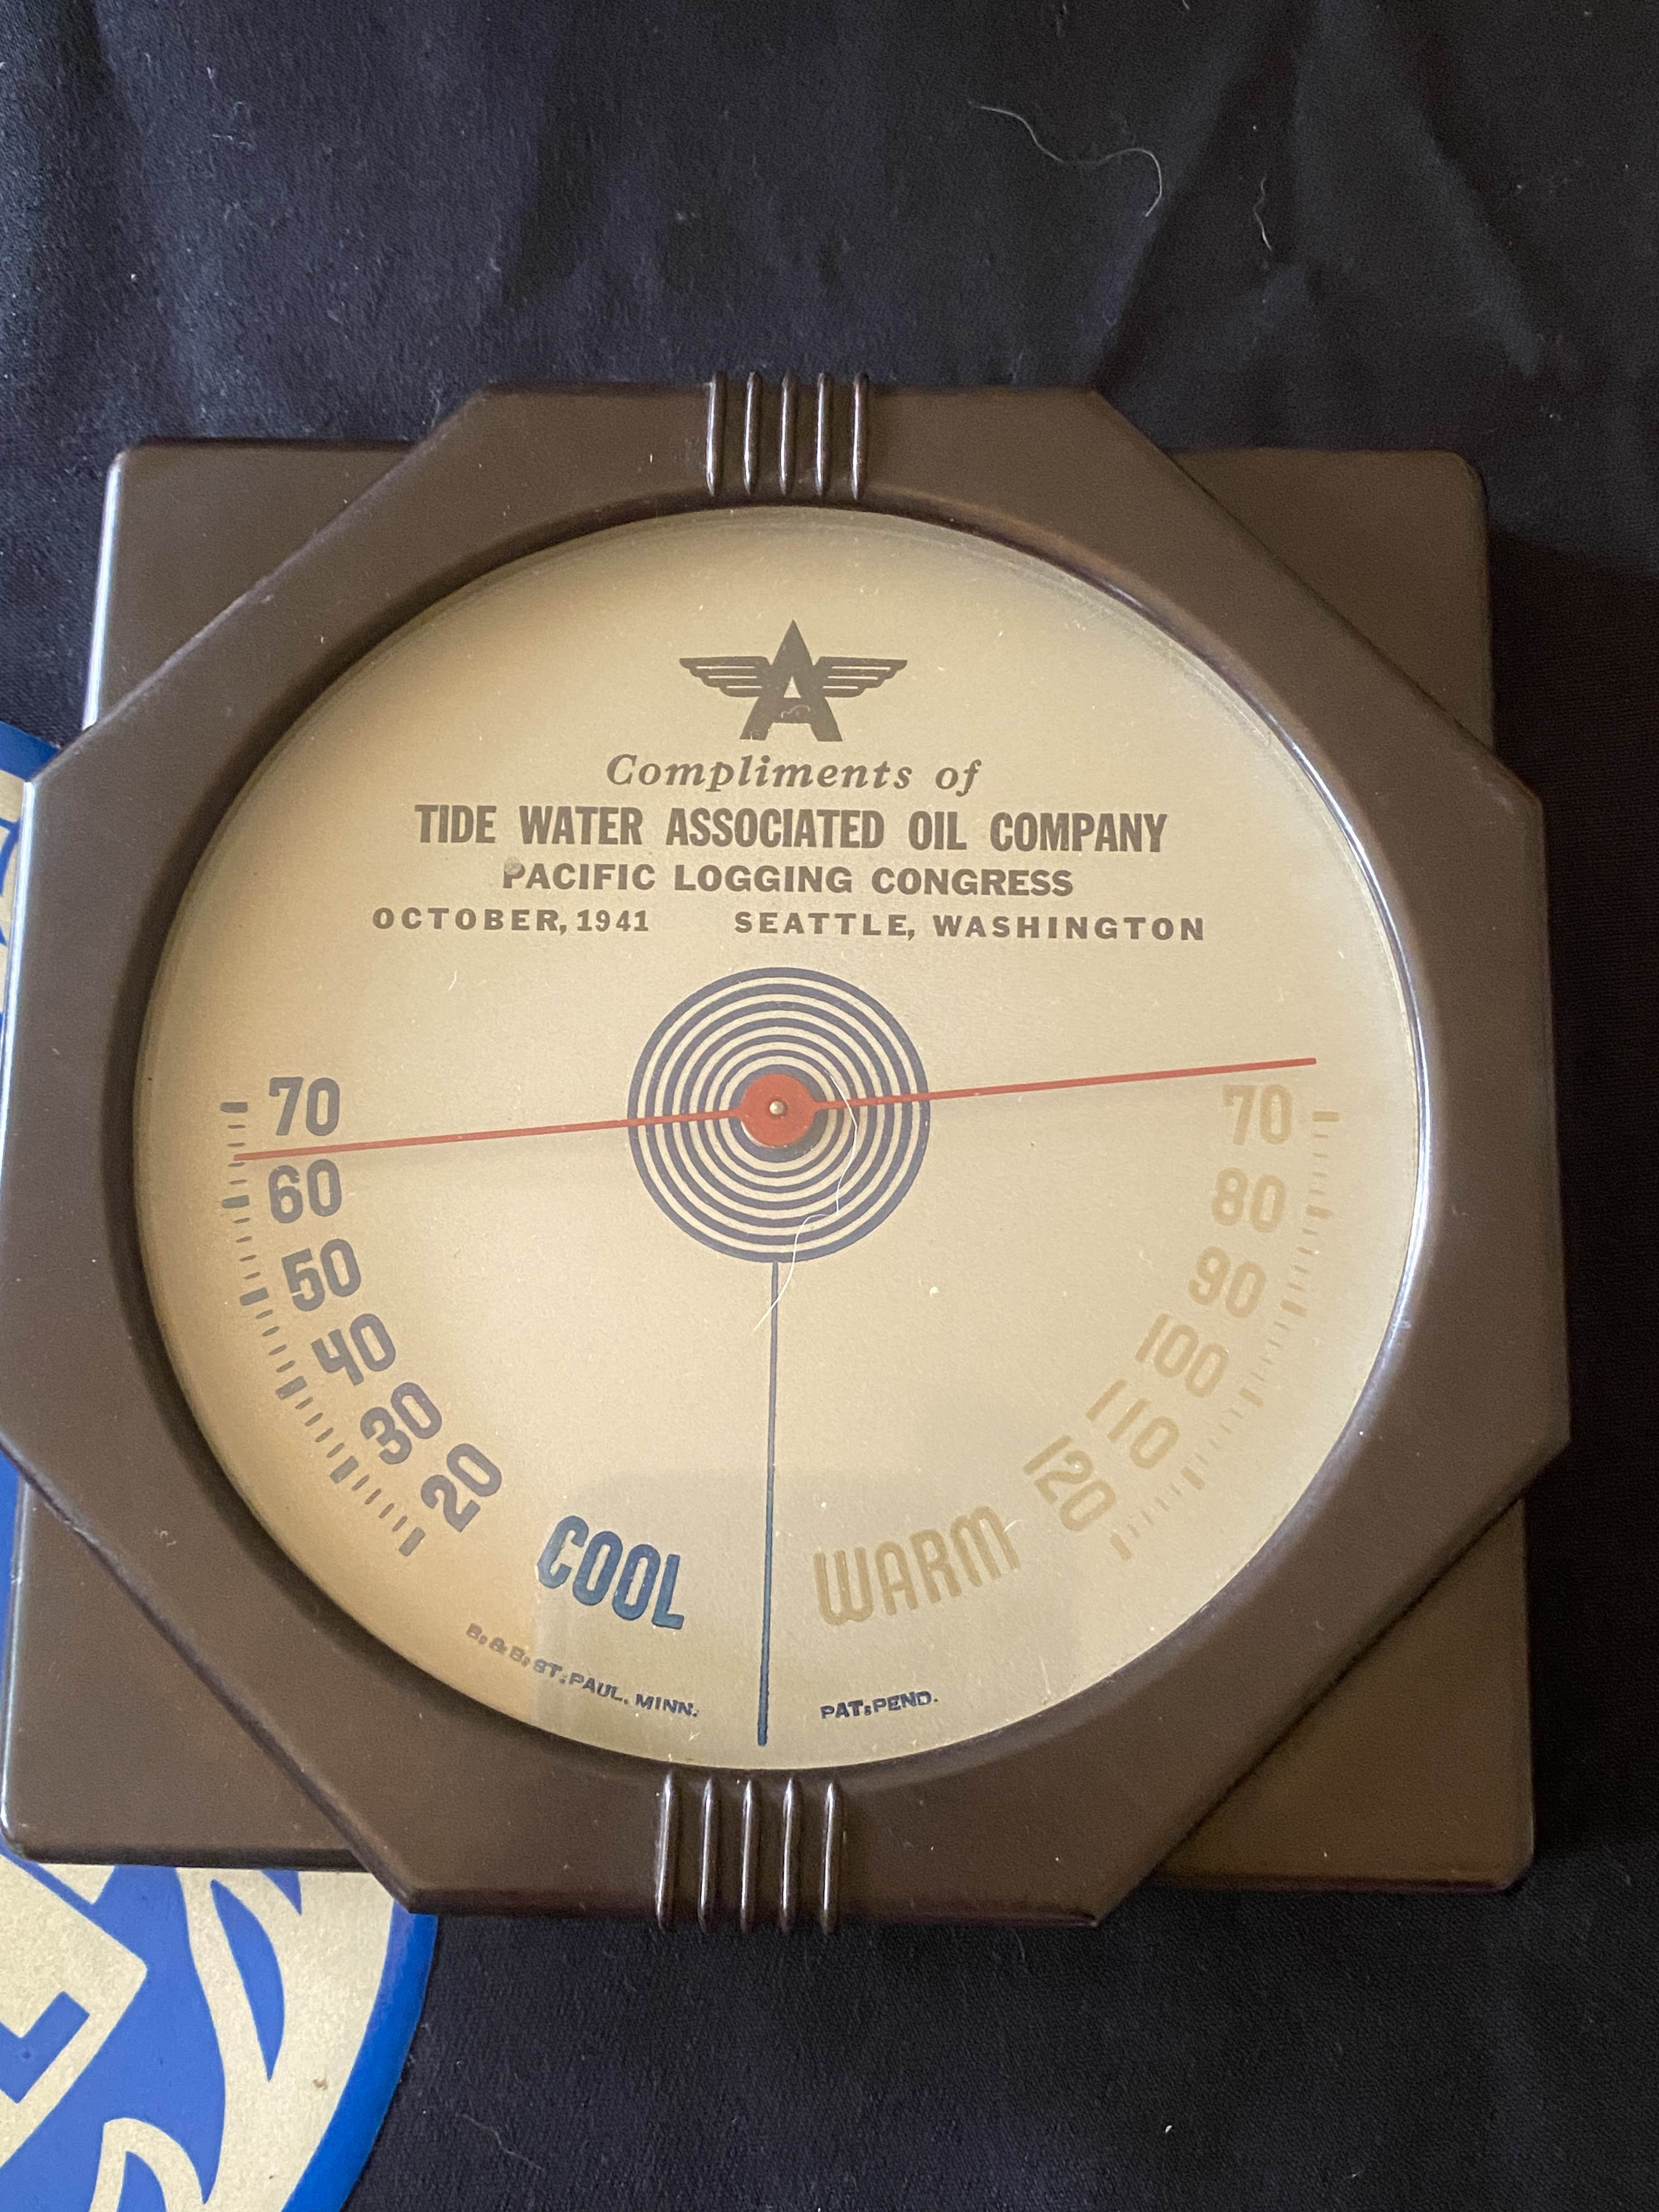 A
Compliments of
TIDE WATER ASSOCIATED OIL COMPANY
PACIFIC LOGGING CONGRESS
OCTOBER, 1941 SEATTLE, WASHINGTON
70 70
60 80
50 90
40 100
30 110
20 120
COOL WARM
B. & B. ST. PAUL, MINN. PAT. PEND.